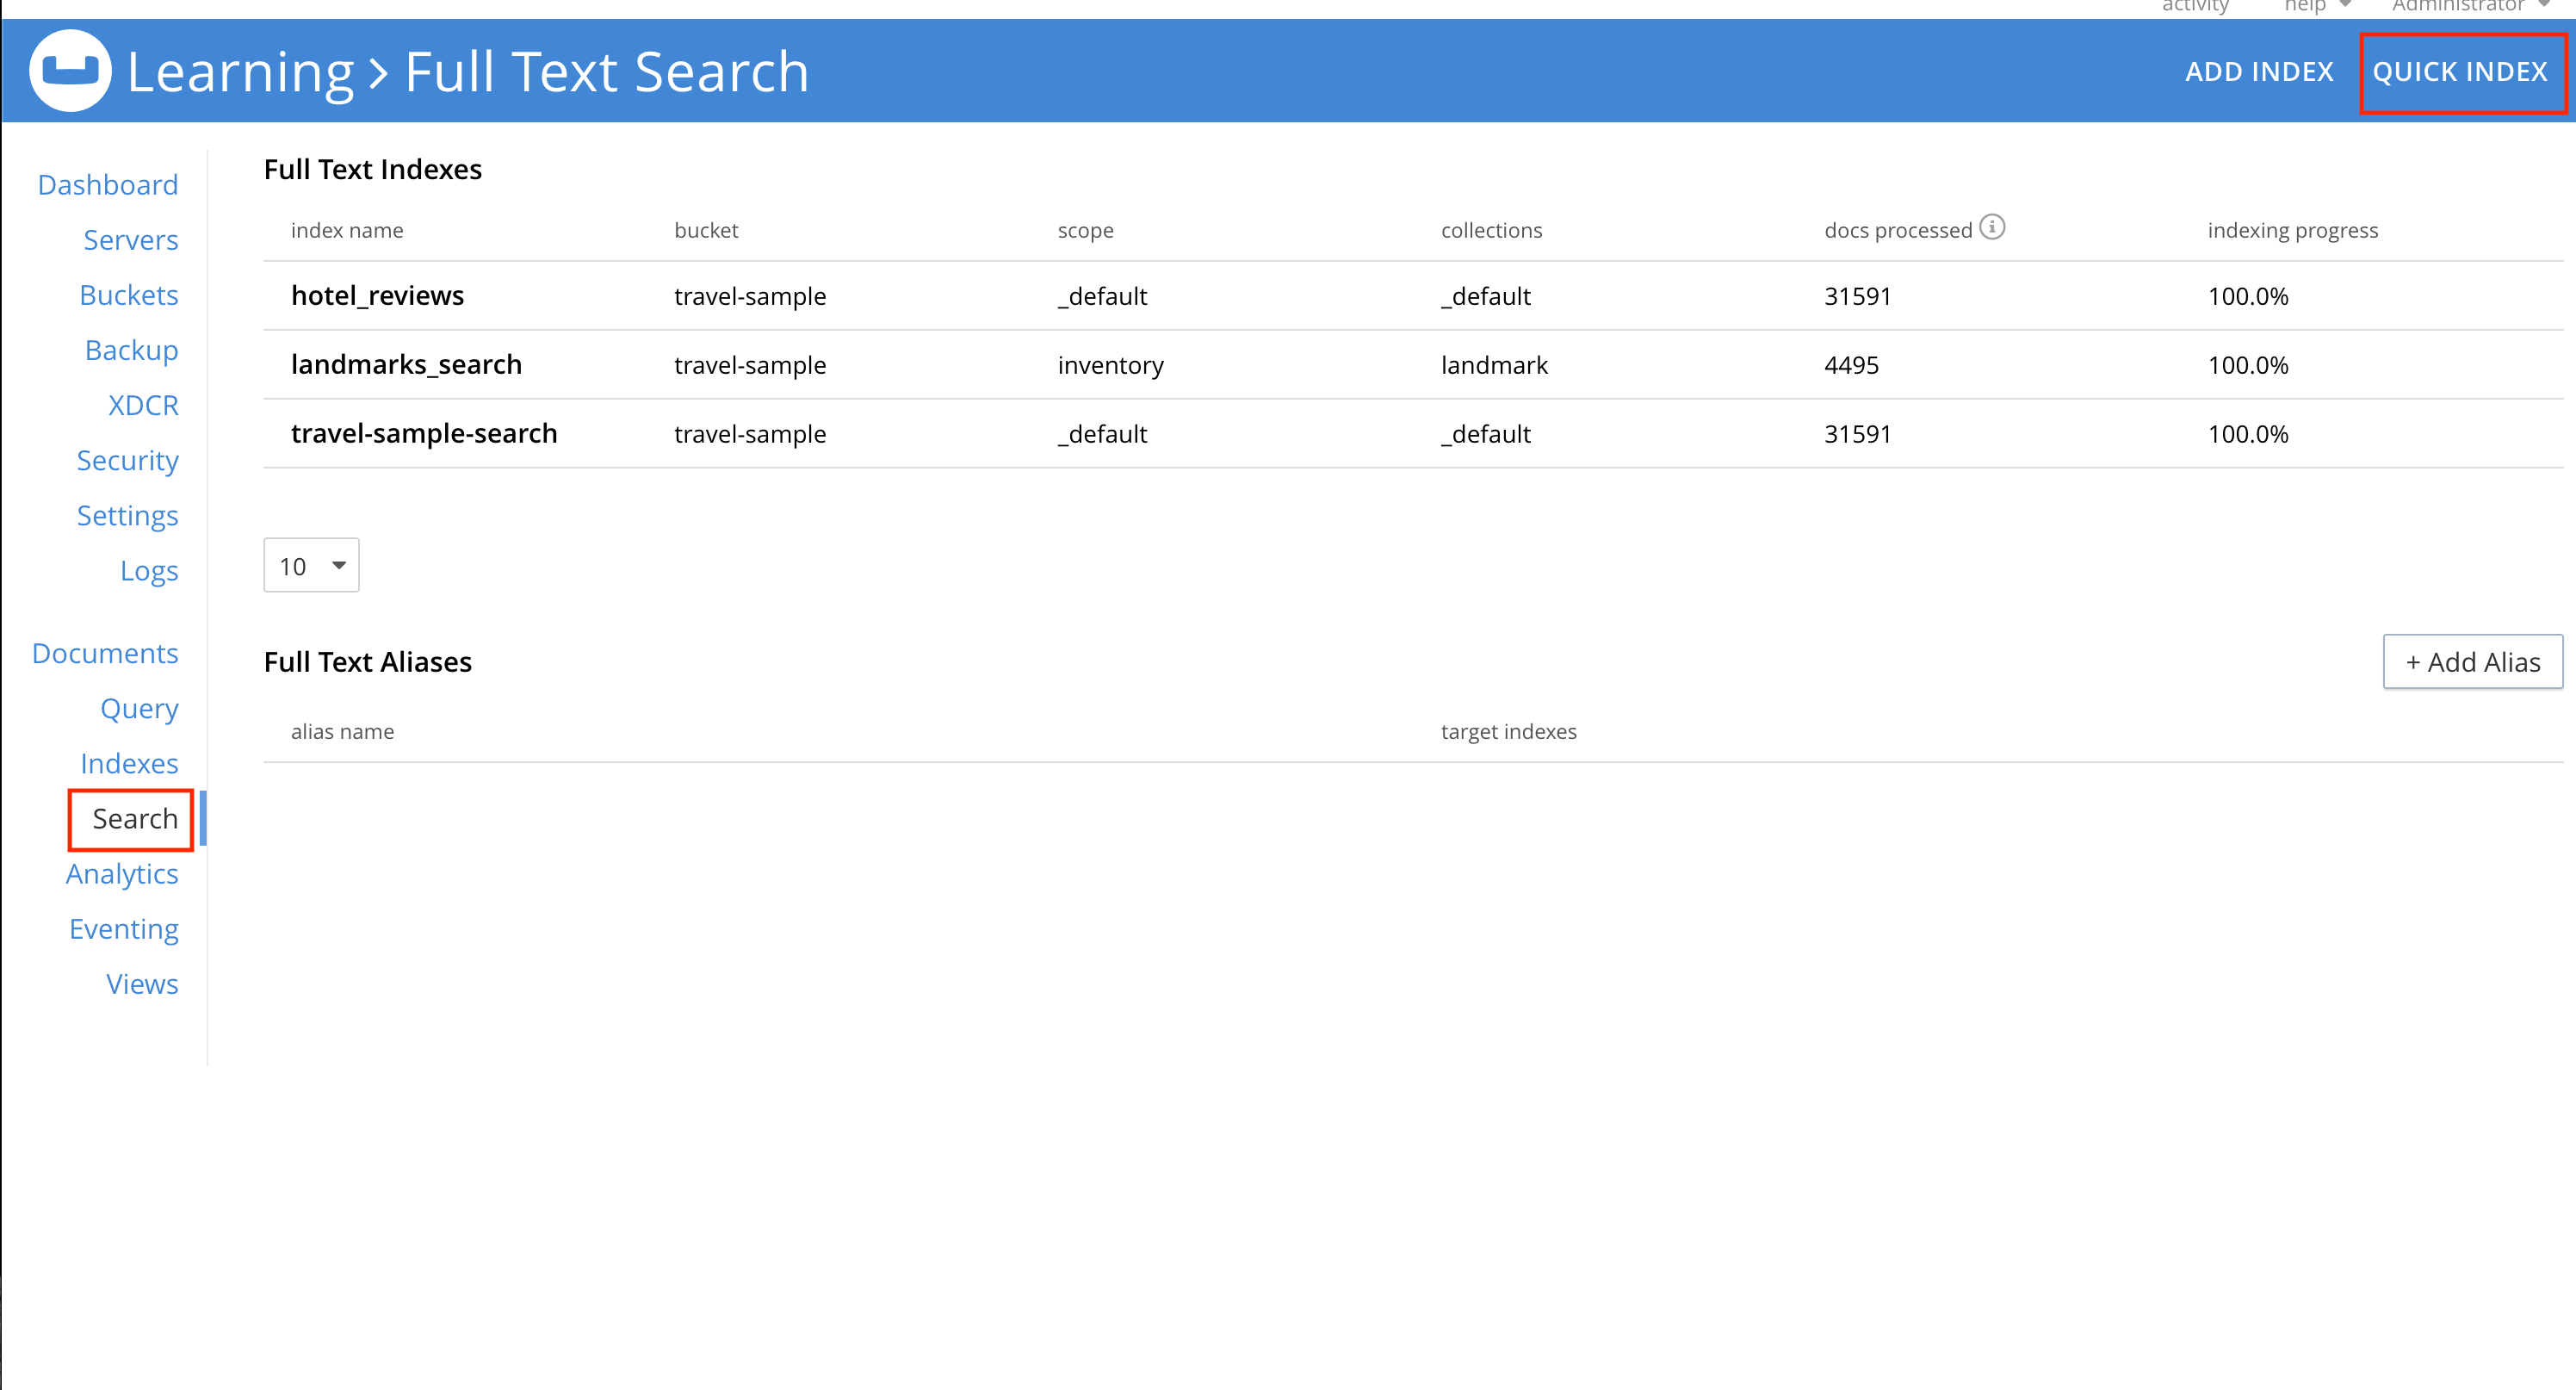 activity help Administrator
Learning > Full Text Search ADD INDEX QUICK INDEX
Dashboard
Servers
Buckets
Backup
XDCR
Security
Settings
Logs
Documents
Query
Indexes
Search
Analytics
Eventing
Views
Full Text Indexes
index name bucket scope collections docs processed indexing progress
hotel_reviews travel-sample _default _default 31591 100.0%
landmarks_search travel-sample inventory landmark 4495 100.0%
travel-sample-search travel-sample _default _default 31591 100.0%
10
Full Text Aliases + Add Alias
alias name target indexes